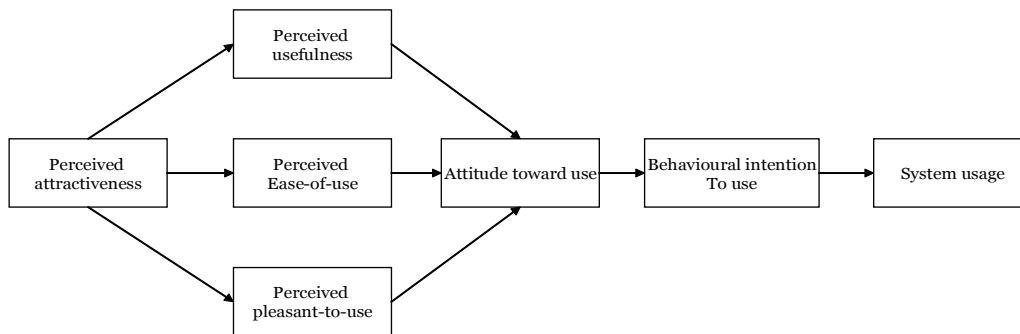 Perceived
usefulness
Perceived
attractiveness
Perceived
Ease-of-use
Attitude toward use
Behavioural intention
To use
System usage
Perceived
pleasant-to-use